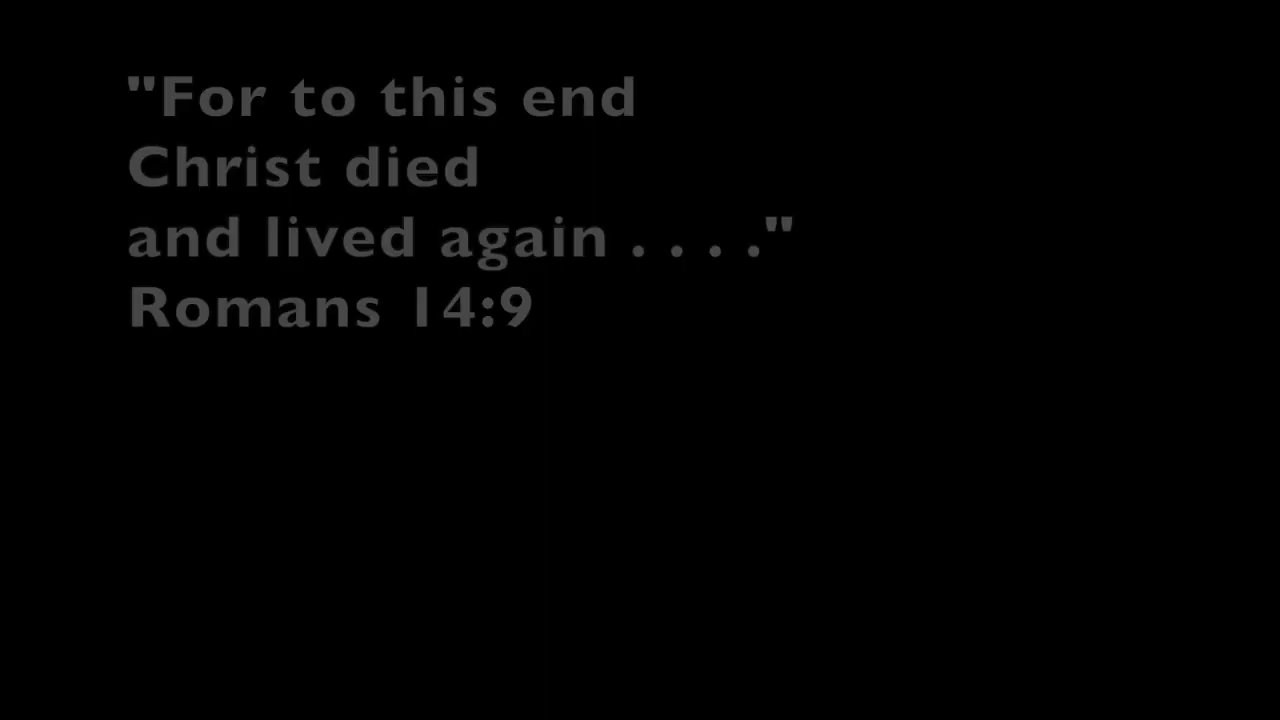 "For to this end
Christ died
and lived again . . . ."
Romans 14:9